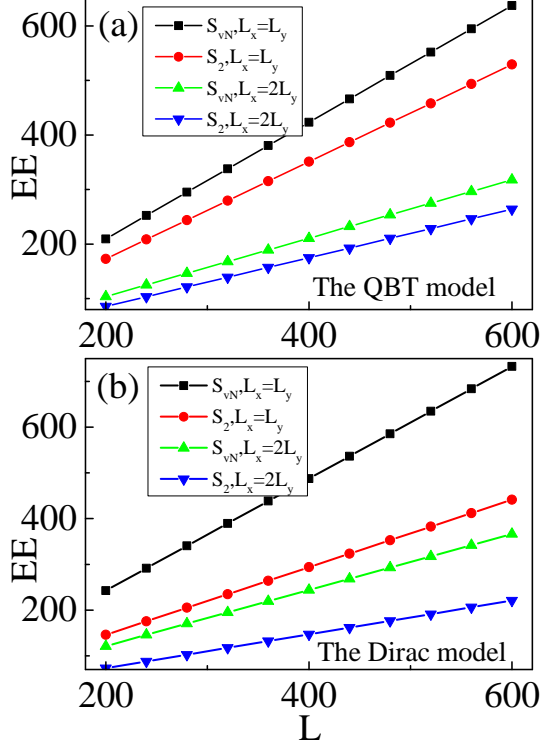 (a)
S_vN,L_x=L_y
S_2,L_x=L_y
S_vN,L_x=2L_y
S_2,L_x=2L_y
EE
600
400
200
The QBT model
200 400 600
(b)
S_vN,L_x=L_y
S_2,L_x=L_y
S_vN,L_x=2L_y
S_2,L_x=2L_y
EE
600
400
200
The Dirac model
200 400 600
L